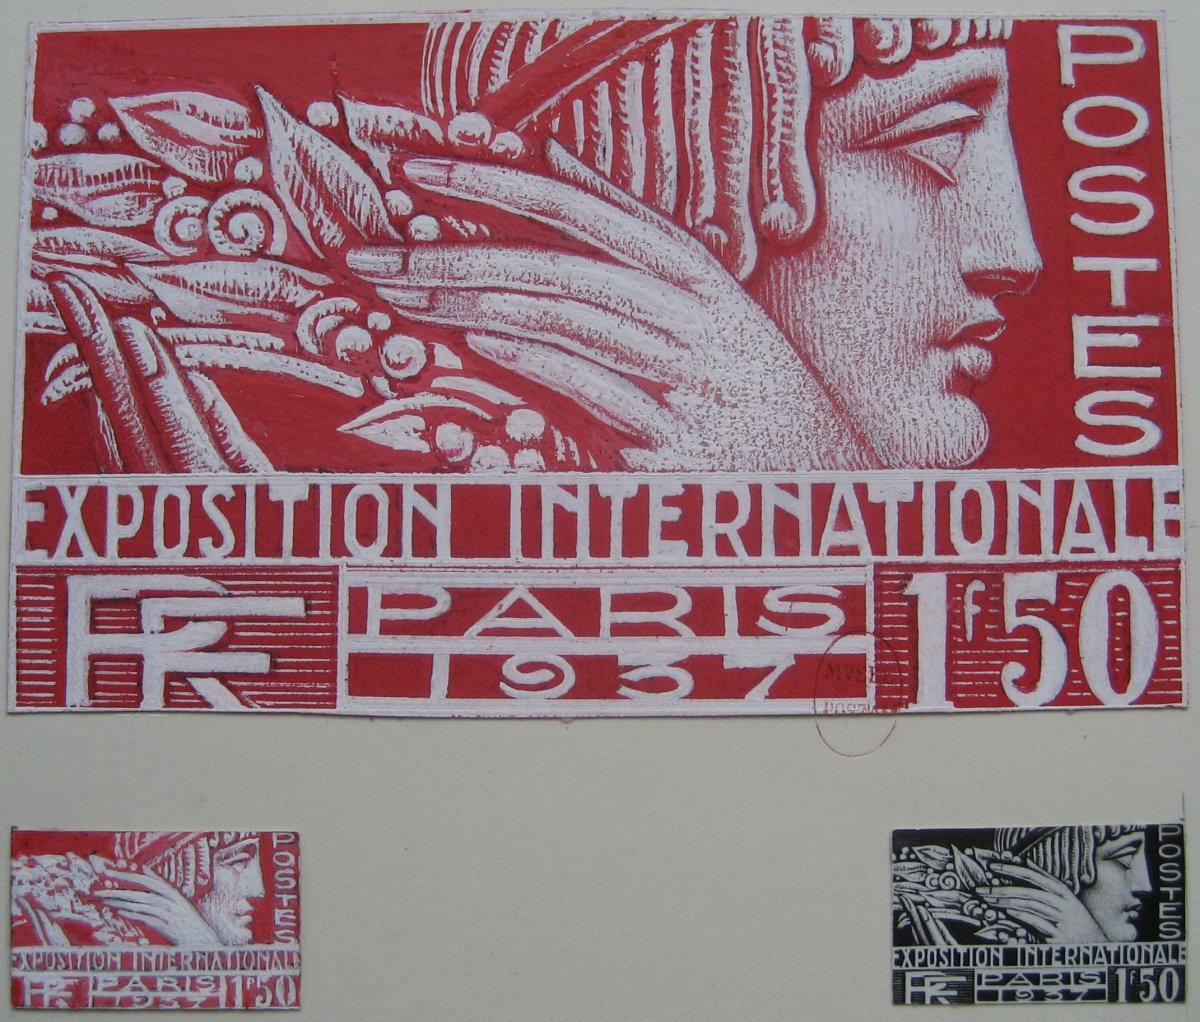 POSTES
EXPOSITION INTERNATIONALE
RF PARIS 1f50
1937
POSTES
EXPOSITION INTERNATIONALE
RF PARIS 1f50
1937
POSTES
EXPOSITION INTERNATIONALE
RF PARIS 1f50
1937